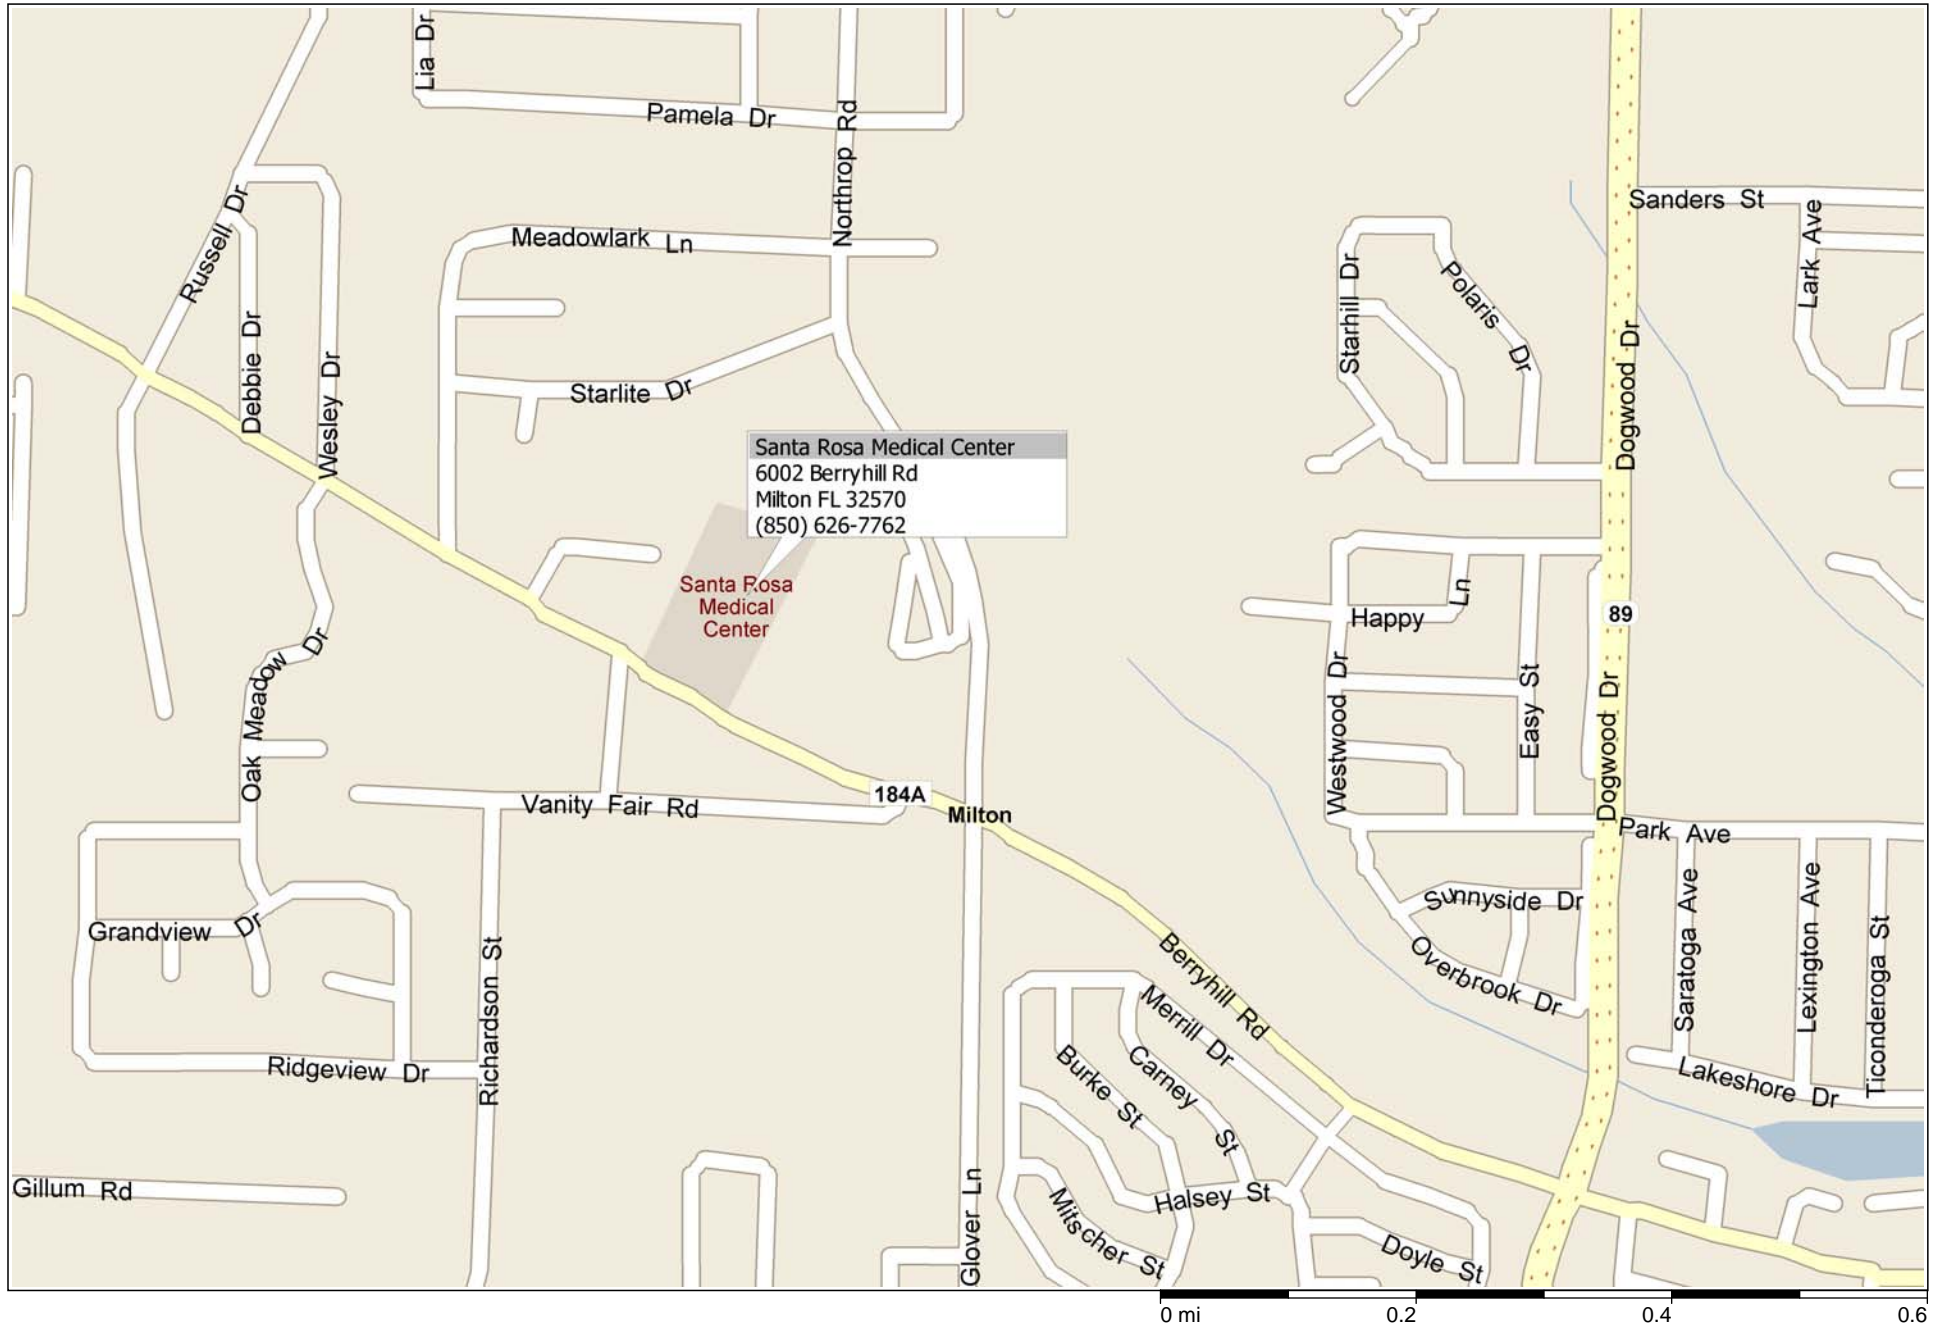 Lia Dr
Pamela Dr
Northrop Rd
Russell Dr
Sanders St
Lark Ave
Meadowlark Ln
Starhill Dr
Polaris Dr
Debbie Dr
Wesley Dr
Starlite Dr
Dogwood Dr
Santa Rosa Medical Center
6002 Berryhill Rd
Milton FL 32570
(850) 626-7762
Santa Rosa
Medical
Center
Happy Ln
89
Oak Meadow Dr
Westwood Dr
Easy St
Dogwood Dr
Vanity Fair Rd
184A
Milton
Park Ave
Grandview Dr
Sunnyside Dr
Overbrook Dr
Saratoga Ave
Lexington Ave
Ticonderoga St
Richardson St
Berryhill Rd
Merrill Dr
Carney St
Burke St
Ridgeview Dr
Lakeshore Dr
Gillum Rd
Glover Ln
Halsey St
Mitscher St
Doyle St
0 mi 0.2 0.4 0.6